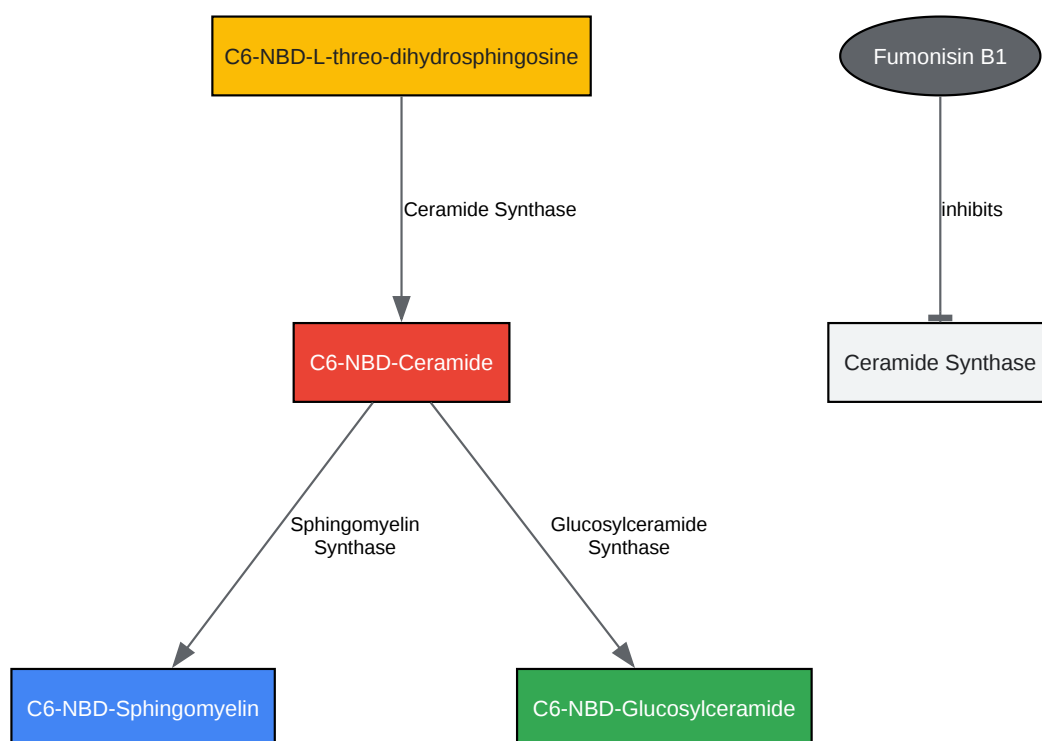 C6-NBD-L-threo-dihydrosphingosine
Fumonisin B1
Ceramide Synthase
inhibits
C6-NBD-Ceramide
Ceramide Synthase
Sphingomyelin
Synthase
Glucosylceramide
Synthase
C6-NBD-Sphingomyelin
C6-NBD-Glucosylceramide